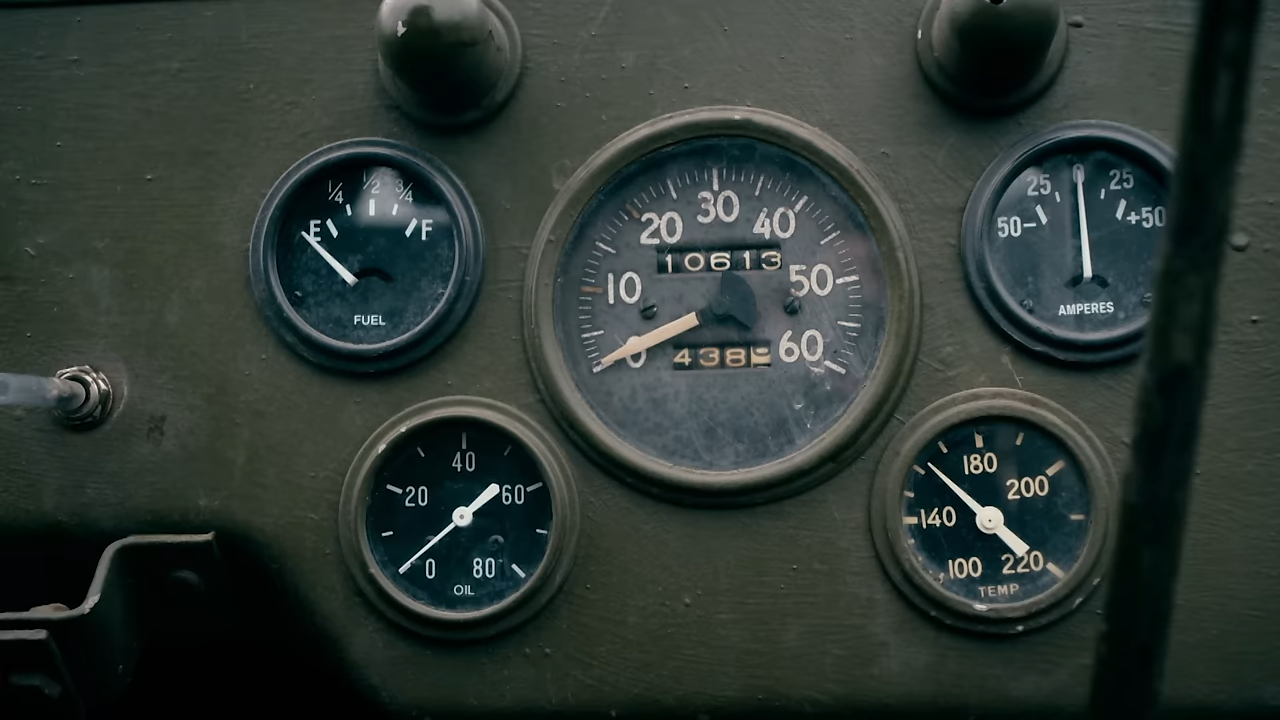 E 1/4 1/2 3/4 F
FUEL
0 10 20 30 40 50 60
10613
438
50 25 0 25 +50
AMPERES
0 20 40 60 80
OIL
100 140 180 200 220
TEMP